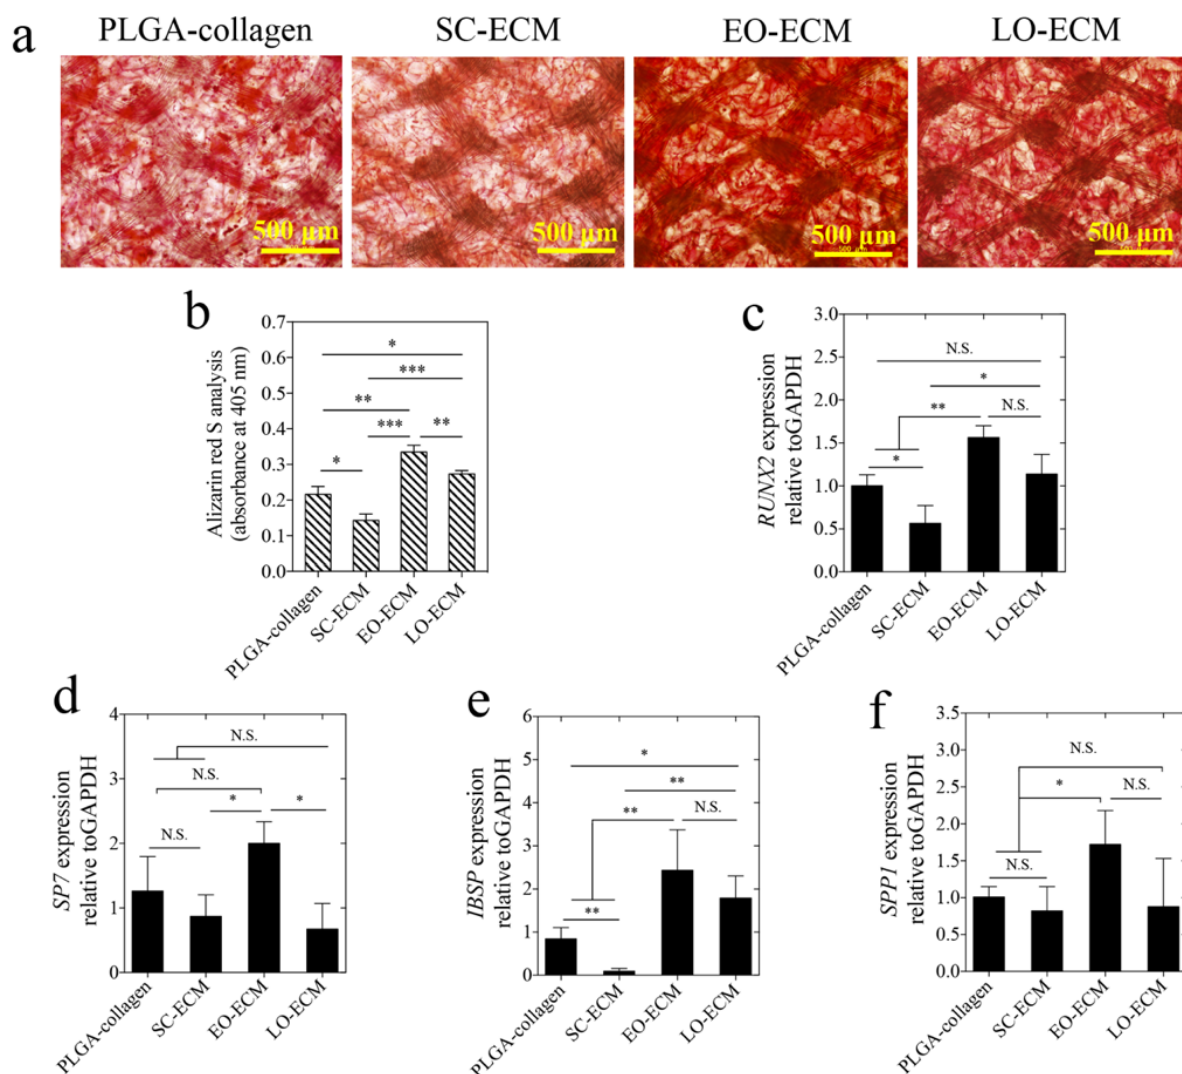 a
PLGA-collagen
SC-ECM
EO-ECM
LO-ECM
500 µm
500 µm
500 µm
500 µm
b
Alizarin red S analysis
(absorbance at 405 nm)
0.7
0.6
0.5
0.4
0.3
0.2
0.1
0.0
*
***
**
***
**
*
PLGA-collagen
SC-ECM
EO-ECM
LO-ECM
c
RUNX2 expression
relative toGAPDH
3.0
2.5
2.0
1.5
1.0
0.5
0.0
N.S.
*
**
N.S.
*
PLGA-collagen
SC-ECM
EO-ECM
LO-ECM
d
SP7 expression
relative toGAPDH
4
3
2
1
0
N.S.
N.S.
*
*
N.S.
PLGA-collagen
SC-ECM
EO-ECM
LO-ECM
e
IBSP expression
relative toGAPDH
6
5
4
3
2
1
0
*
**
**
N.S.
**
PLGA-collagen
SC-ECM
EO-ECM
LO-ECM
f
SPP1 expression
relative toGAPDH
3.5
3.0
2.5
2.0
1.5
1.0
0.5
0.0
N.S.
*
N.S.
N.S.
PLGA-collagen
SC-ECM
EO-ECM
LO-ECM